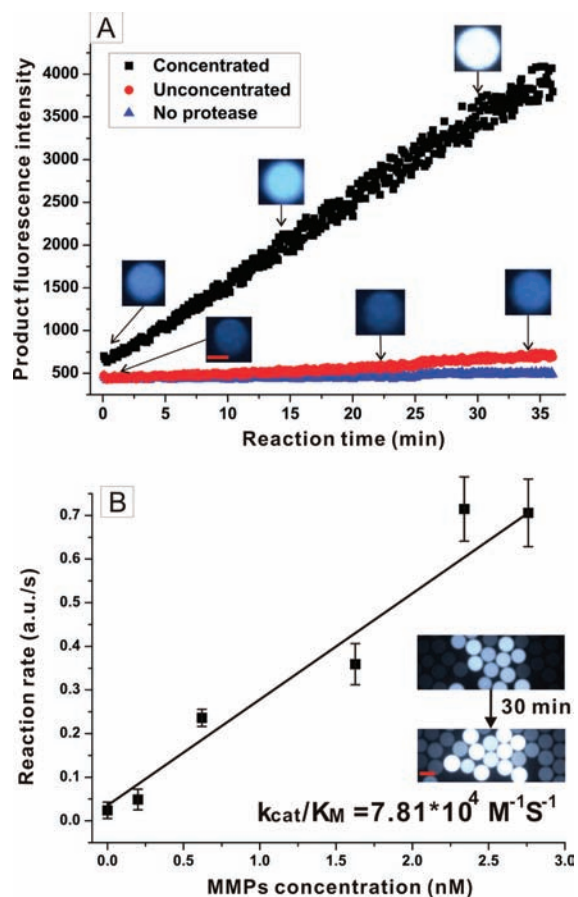 A
Concentrated
Unconcentrated
No protease
Product fluorescence intensity
4000
3500
3000
2500
2000
1500
1000
500
0 5 10 15 20 25 30 35
Reaction time (min)
B
Reaction rate (a.u./s)
0.7
0.6
0.5
0.4
0.3
0.2
0.1
0.0
30 min
kcat/KM =7.81*10⁴ M⁻¹S⁻¹
0.0 0.5 1.0 1.5 2.0 2.5 3.0
MMPs concentration (nM)